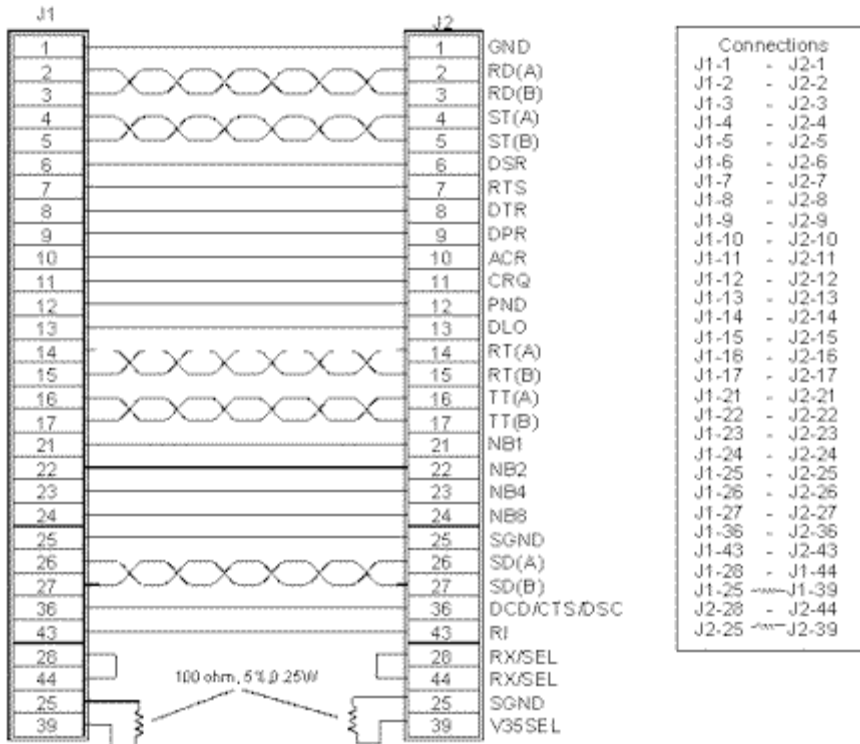 J1 J2
1 1 GND
2 2 RD(A)
3 3 RD(B)
4 4 ST(A)
5 5 ST(B)
6 6 DSR
7 7 RTS
8 8 DTR
9 9 DPR
10 10 ACR
11 11 CRQ
12 12 PND
13 13 DLO
14 14 RT(A)
15 15 RT(B)
16 16 TT(A)
17 17 TT(B)
21 21 NB1
22 22 NB2
23 23 NB4
24 24 NB8
25 25 SGND
26 26 SD(A)
27 27 SD(B)
36 36 DCD/CTS/DSC
43 43 RI
28 28 RX/SEL
44 44 RX/SEL
25 25 SGND
39 39 V35SEL
100 ohm, 5% 0.25W
Connections
J1-1 - J2-1
J1-2 - J2-2
J1-3 - J2-3
J1-4 - J2-4
J1-5 - J2-5
J1-6 - J2-6
J1-7 - J2-7
J1-8 - J2-8
J1-9 - J2-9
J1-10 - J2-10
J1-11 - J2-11
J1-12 - J2-12
J1-13 - J2-13
J1-14 - J2-14
J1-15 - J2-15
J1-16 - J2-16
J1-17 - J2-17
J1-21 - J2-21
J1-22 - J2-22
J1-23 - J2-23
J1-24 - J2-24
J1-25 - J2-25
J1-26 - J2-26
J1-27 - J2-27
J1-36 - J2-36
J1-43 - J2-43
J1-28 - J1-44
J1-25 J1-39
J2-28 - J2-44
J2-25 J2-39